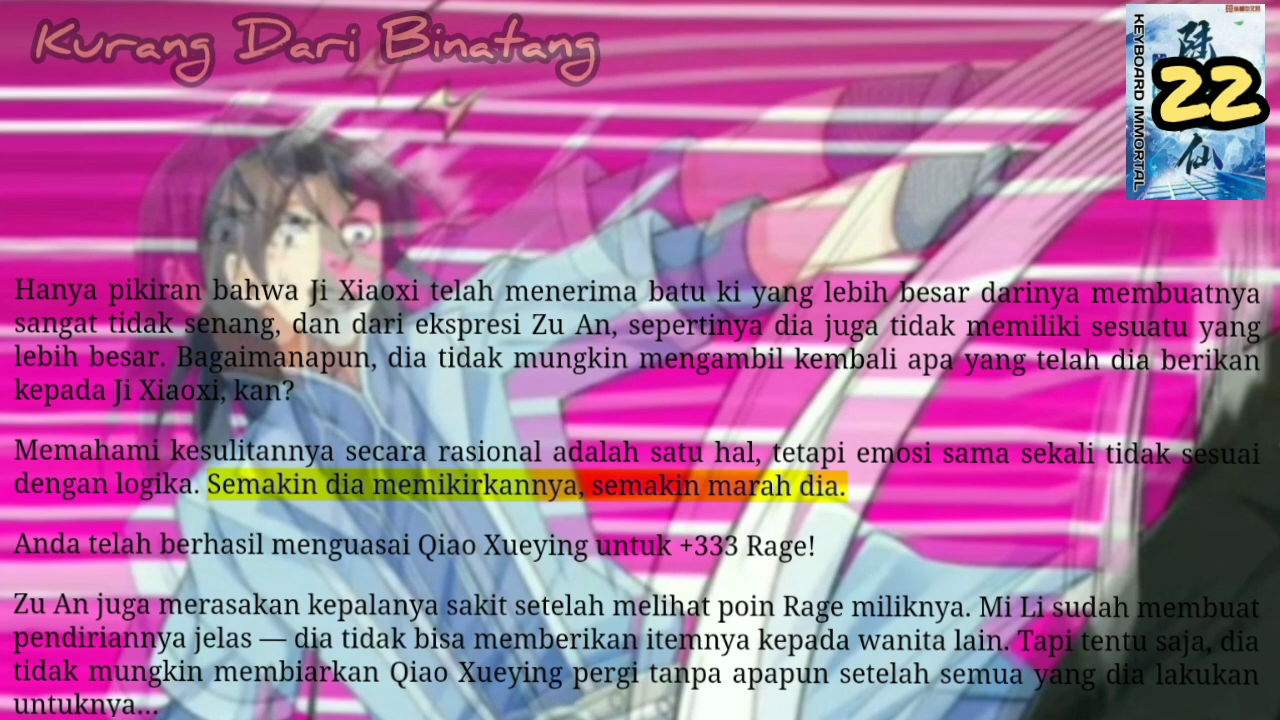 Kurang Dari Binatang
KEYBOARD IMMORTAL
22
仙
Hanya pikiran bahwa Ji Xiaoxi telah menerima batu ki yang lebih besar darinya membuatnya
sangat tidak senang, dan dari ekspresi Zu An, sepertinya dia juga tidak memiliki sesuatu yang
lebih besar. Bagaimanapun, dia tidak mungkin mengambil kembali apa yang telah dia berikan
kepada Ji Xiaoxi, kan?
Memahami kesulitannya secara rasional adalah satu hal, tetapi emosi sama sekali tidak sesuai
dengan logika. Semakin dia memikirkannya, semakin marah dia.
Anda telah berhasil menguasai Qiao Xueying untuk +333 Rage!
Zu An juga merasakan kepalanya sakit setelah melihat poin Rage miliknya. Mi Li sudah membuat
pendiriannya jelas — dia tidak bisa memberikan itemnya kepada wanita lain. Tapi tentu saja, dia
tidak mungkin membiarkan Qiao Xueying pergi tanpa apapun setelah semua yang dia lakukan
untuknya...